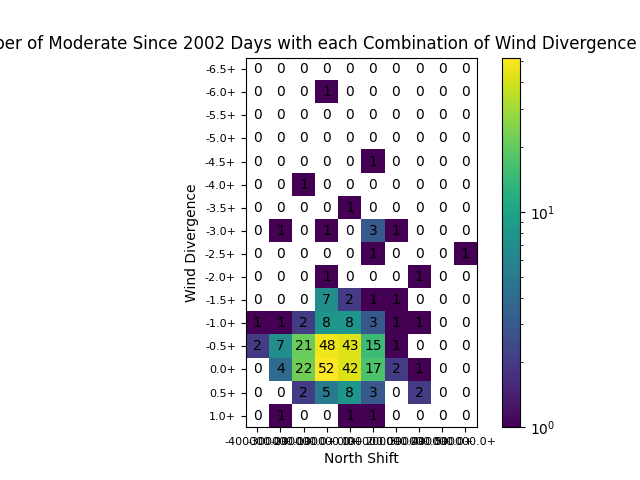 of Moderate Since 2002 Days with each Combination of Wind Divergence
-6.5+ 0 0 0 0 0 0 0 0 0 0
-6.0+ 0 0 0 1 0 0 0 0 0 0
-5.5+ 0 0 0 0 0 0 0 0 0 0
-5.0+ 0 0 0 0 0 0 0 0 0 0
-4.5+ 0 0 0 0 0 1 0 0 0 0
-4.0+ 0 0 1 0 0 0 0 0 0 0
-3.5+ 0 0 0 0 1 0 0 0 0 0
-3.0+ 0 1 0 1 0 3 1 0 0 0
-2.5+ 0 0 0 0 0 1 0 0 0 1
-2.0+ 0 0 0 1 0 0 0 1 0 0
-1.5+ 0 0 0 7 2 1 1 0 0 0
-1.0+ 1 1 2 8 8 3 1 1 0 0
-0.5+ 2 7 21 48 43 15 1 0 0 0
0.0+ 0 4 22 52 42 17 2 1 0 0
0.5+ 0 0 2 5 8 3 0 2 0 0
1.0+ 0 1 0 0 1 1 0 0 0 0
Wind Divergence
North Shift
10¹
10⁰